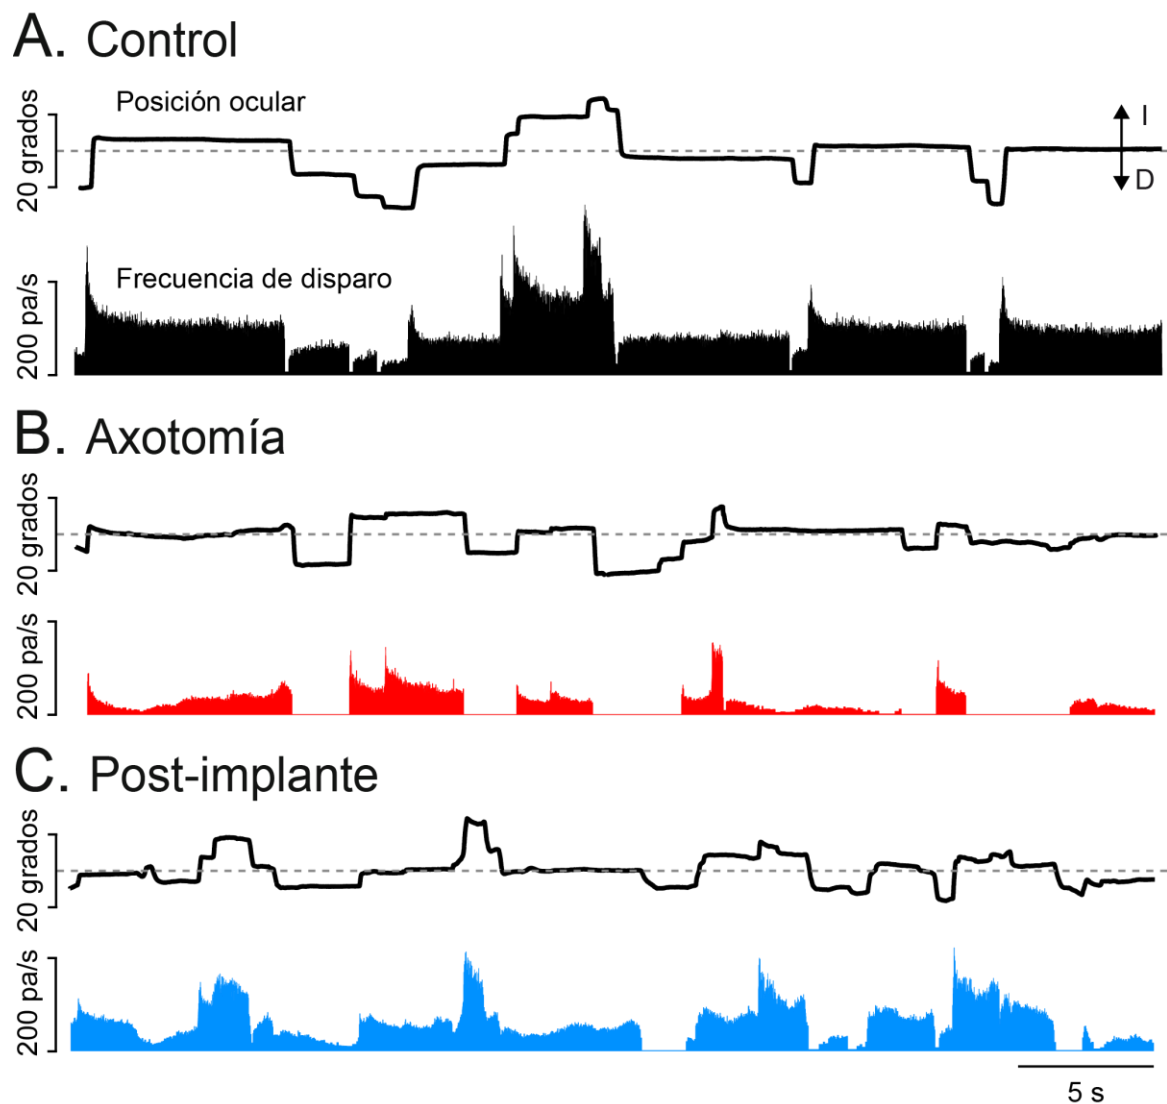 A. Control
20 grados
Posición ocular
I
D
200 pa/s
Frecuencia de disparo
B. Axotomía
20 grados
200 pa/s
C. Post-implante
20 grados
200 pa/s
5 s